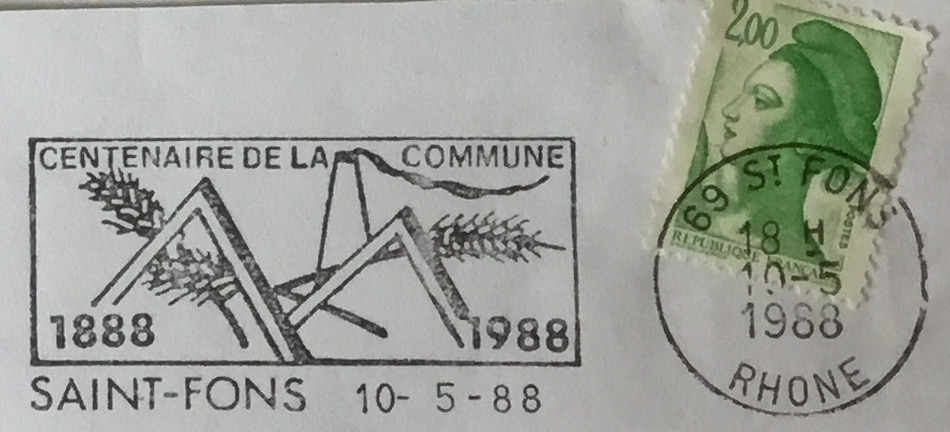 CENTENAIRE DE LA COMMUNE
1888 1988
SAINT-FONS 10-5-88
2,00
REPUBLIQUE FRANÇAISE
POSTES
69 ST FONS
18 H
10-5
1988
RHONE